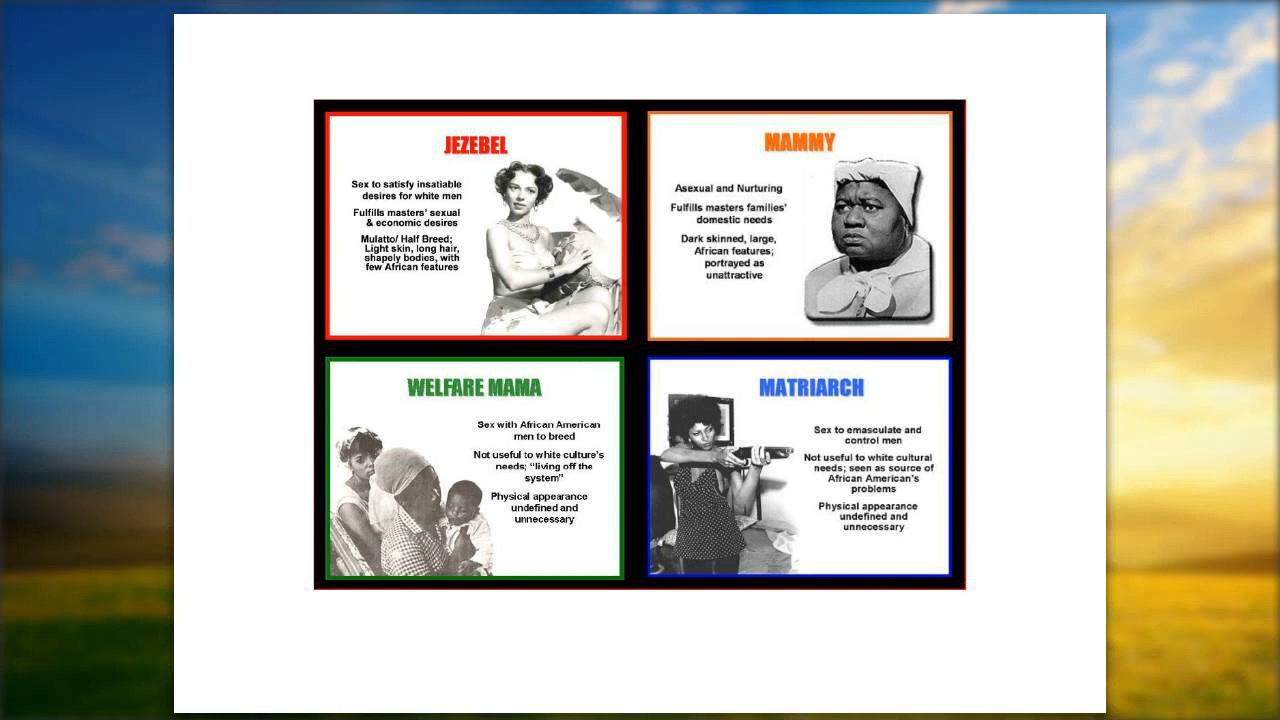 JEZEBEL
Sex to satisfy insatiable
desires for white men
Fulfills masters' sexual
& economic desires
Mulatto/ Half Breed;
Light skin, long hair,
shapely bodies, with
few African features
MAMMY
Asexual and Nurturing
Fulfills masters families'
domestic needs
Dark skinned, large,
African features;
portrayed as
unattractive
WELFARE MAMA
Sex with African American
men to breed
Not useful to white culture's
needs; "living off the
system"
Physical appearance
undefined and
unnecessary
MATRIARCH
Sex to emasculate and
control men
Not useful to white cultural
needs; seen as source of
African American's
problems
Physical appearance
undefined and
unnecessary